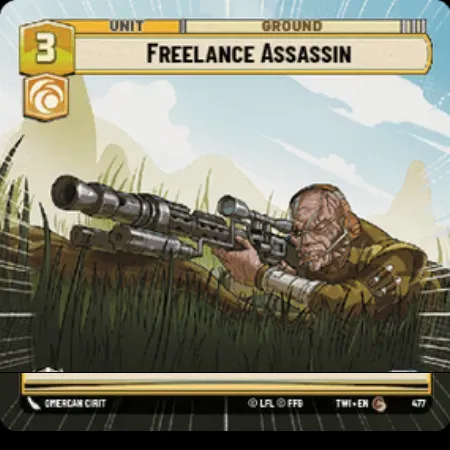 UNIT GROUND
3 FREELANCE ASSASSIN
OMERCAN CIRIT © LFL © FFG TWI • EN 477